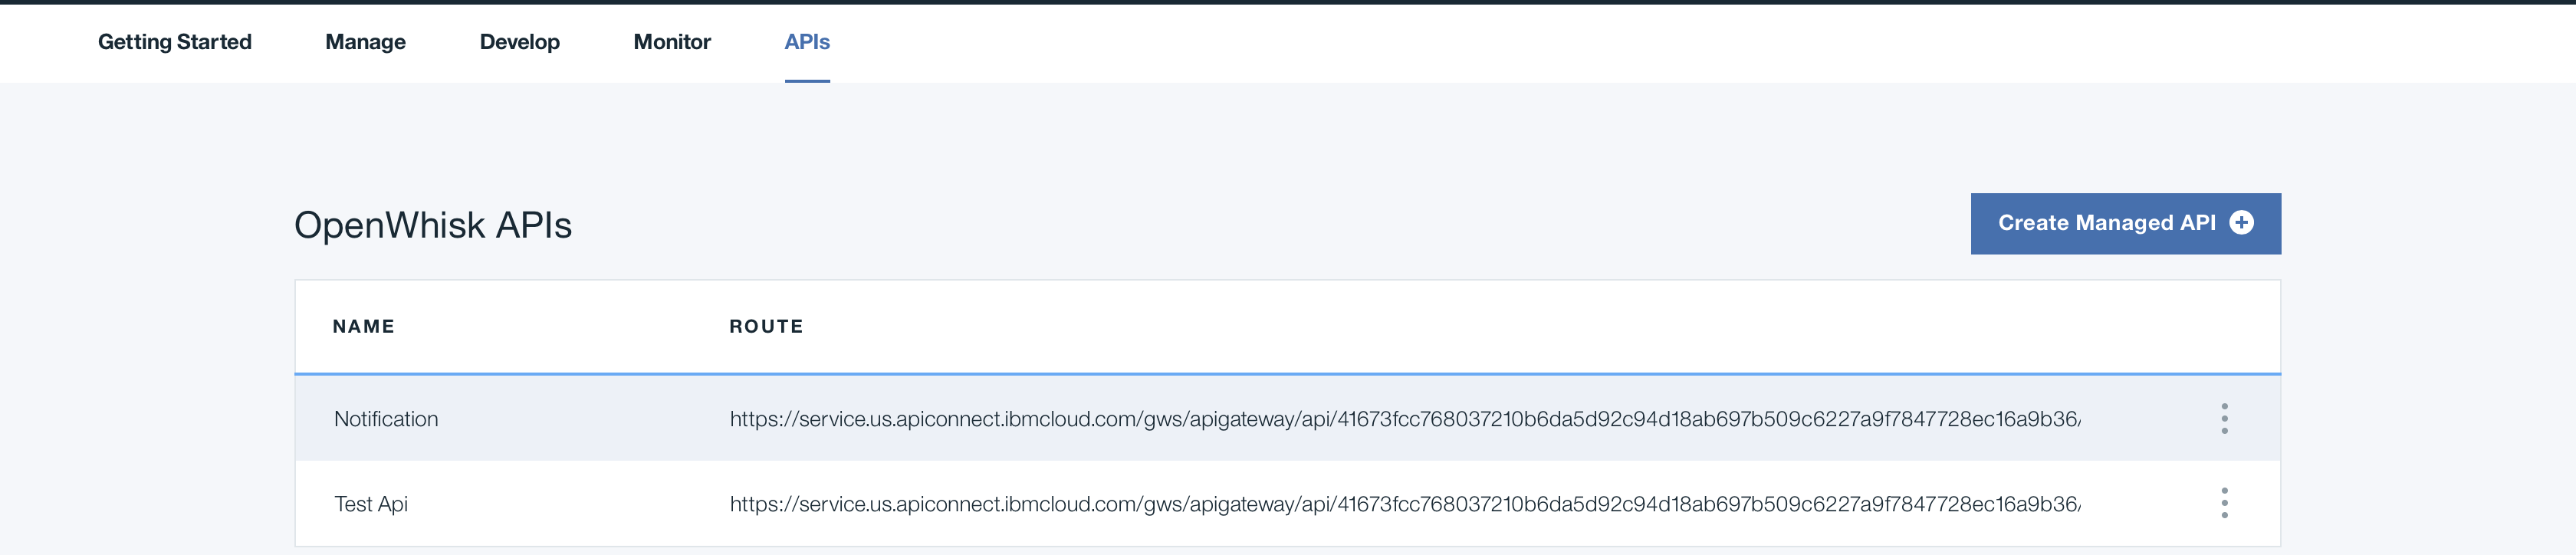 Getting Started Manage Develop Monitor APIs
OpenWhisk APIs Create Managed API
NAME ROUTE
Notification https://service.us.apiconnect.ibmcloud.com/gws/apigateway/api/41673fcc768037210b6da5d92c94d18ab697b509c6227a9f7847728ec16a9b36/
Test Api https://service.us.apiconnect.ibmcloud.com/gws/apigateway/api/41673fcc768037210b6da5d92c94d18ab697b509c6227a9f7847728ec16a9b36/